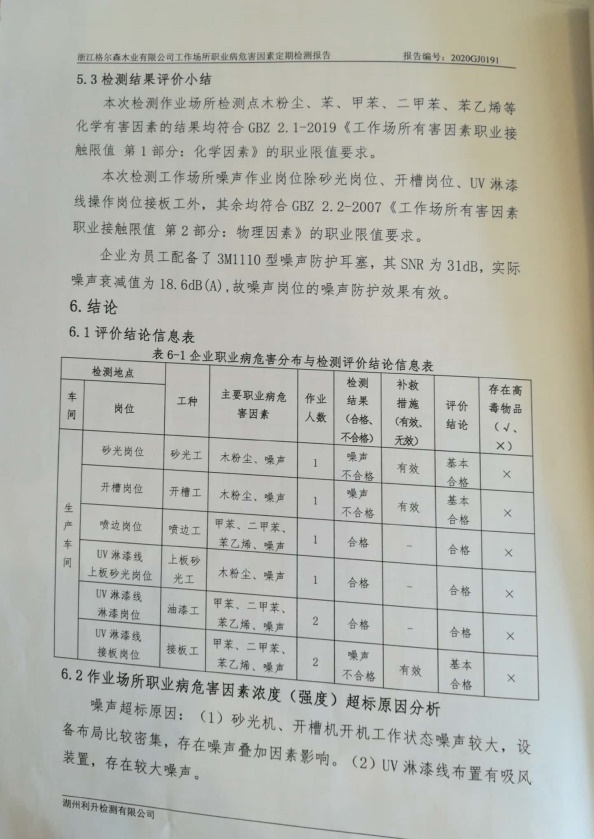 浙江格尔森木业有限公司工作场所职业病危害因素定期检测报告 报告编号：2020GJ0191
5.3 检测结果评价小结
本次检测作业场所检测点木粉尘、苯、甲苯、二甲苯、苯乙烯等
化学有害因素的结果均符合 GBZ 2.1-2019《工作场所有害因素职业接
触限值 第 1 部分：化学因素》的职业限值要求。
本次检测工作场所噪声作业岗位除砂光岗位、开槽岗位、UV 淋漆
线操作岗位接板工外，其余均符合 GBZ 2.2-2007《工作场所有害因素
职业接触限值 第 2 部分：物理因素》的职业限值要求。
企业为员工配备了 3M1110 型噪声防护耳塞，其 SNR 为 31dB，实际
噪声衰减值为 18.6dB(A),故噪声岗位的噪声防护效果有效。
6.结论
6.1 评价结论信息表
表 6-1 企业职业病危害分布与检测评价结论信息表
检测地点 工种 主要职业病危害因素 作业人数 检测结果（合格、不合格） 补救措施（有效、无效） 评价结论 存在高毒物品（√、×）
车间 岗位
生产车间
砂光岗位 砂光工 木粉尘、噪声 1 噪声不合格 有效 基本合格 ×
开槽岗位 开槽工 木粉尘、噪声 1 噪声不合格 有效 基本合格 ×
喷边岗位 喷边工 甲苯、二甲苯、苯乙烯、噪声 1 合格 - 合格 ×
UV 淋漆线上板砂光岗位 上板砂光工 木粉尘、噪声 1 合格 - 合格 ×
UV 淋漆线淋漆岗位 油漆工 甲苯、二甲苯、苯乙烯、噪声 2 合格 - 合格 ×
UV 淋漆线接板岗位 接板工 甲苯、二甲苯、苯乙烯、噪声 2 噪声不合格 有效 基本合格 ×
6.2 作业场所职业病危害因素浓度（强度）超标原因分析
噪声超标原因：（1）砂光机、开槽机开机工作状态噪声较大，设
备布局比较密集，存在噪声叠加因素影响。（2）UV 淋漆线布置有吸风
装置，存在较大噪声。
湖州利升检测有限公司